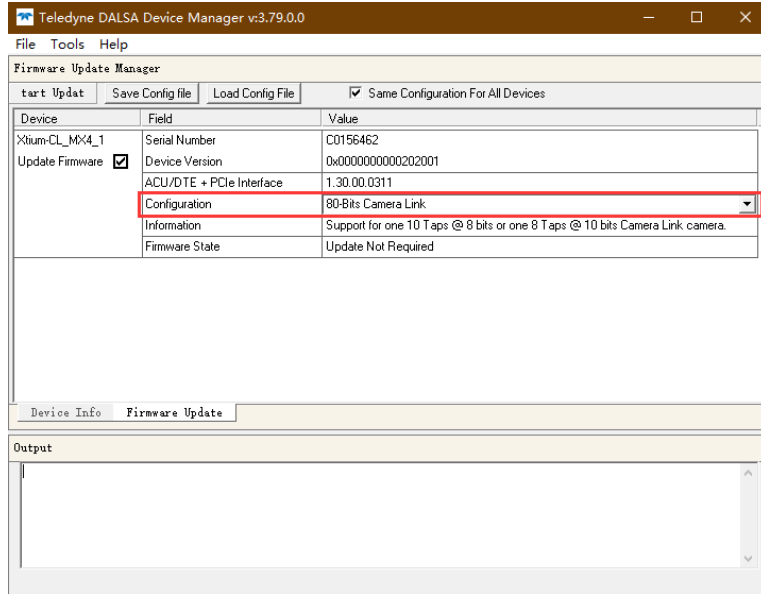 Teledyne DALSA Device Manager v:3.79.0.0
File Tools Help
Firmware Update Manager
tart Updat Save Config file Load Config File Same Configuration For All Devices
Device Field Value
Xtium-CL_MX4_1 Serial Number C0156462
Update Firmware Device Version 0x0000000000202001
ACU/DTE + PCIe Interface 1.30.00.0311
Configuration 80-Bits Camera Link
Information Support for one 10 Taps @ 8 bits or one 8 Taps @ 10 bits Camera Link camera.
Firmware State Update Not Required
Device Info Firmware Update
Output